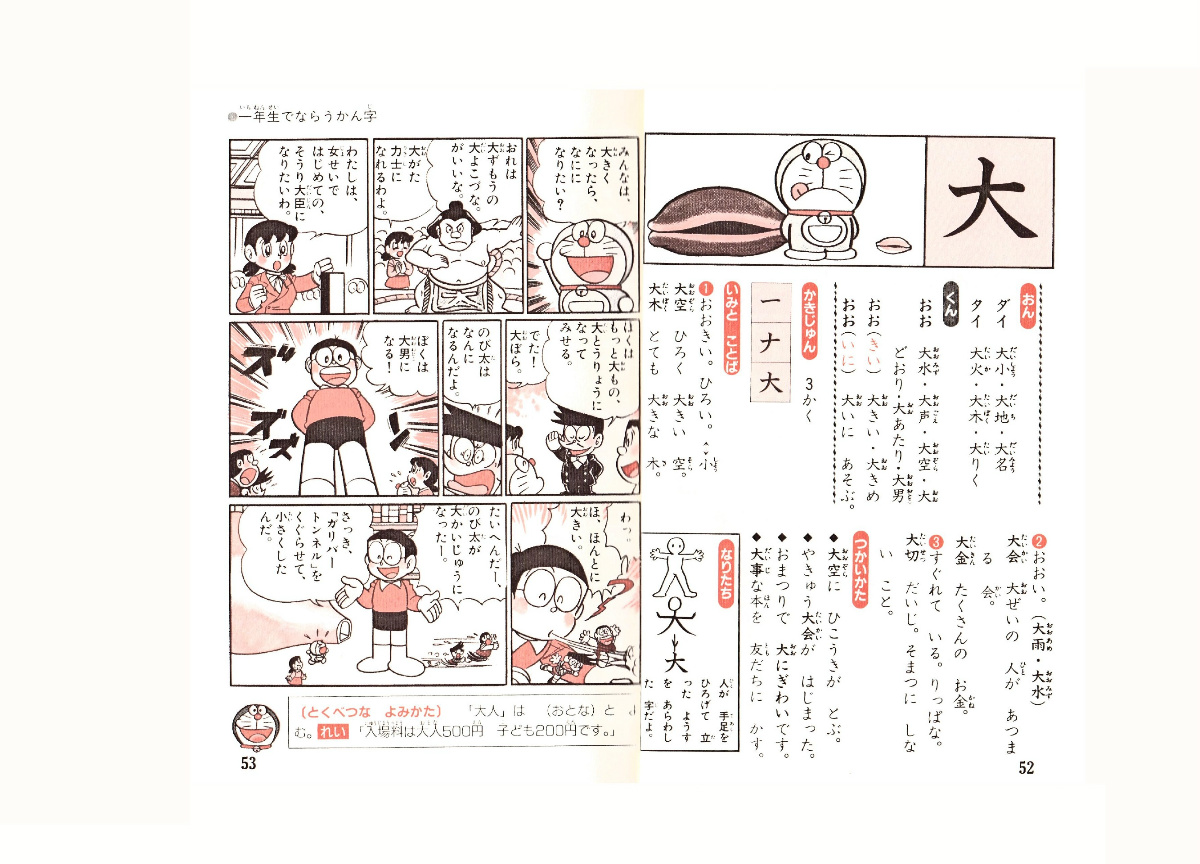 大
おん
ダイ 大小・大地・大名
タイ 大火・大木・大りく
くん
おお 大水・大声・大空・大
どおり・大あたり・大男
おお(きい) 大きい・大きめ
おお(いに) 大いに あそぶ。
かきじゅん
一ナ大
3かく
いみと ことば
❶おおきい。ひろい。↔小
大空 ひろく 大きい 空。
大木 とても 大きな 木。
❷おおい。(大雨・大水)
大会 大ぜいの 人が あつま
る 会。
大金 たくさんの お金。
❸すぐれて いる。りっぱな。
大切 だいじ。そまつに しな
い こと。
つかいかた
◆大空に ひこうきが とぶ。
◆やきゅう大会が はじまった。
◆おまつりで 大にぎわいです。
◆大事な本を 友だちに かす。
なりたち
大
人が 手足を
ひろげて 立
った ようす
を あらわし
た 字だよ。
52
一年生でならうかん字
みんなは、
大きく
なったら、
なにに
なりたい?
おれは
大ずもうの
大よこづな。
がいいな。
大がた
力士に
なれるわよ。
わたしは、
女せいで
はじめての、
そうり大臣に
なりたいわ。
ぼくは
もっと大もの、
大とうりょうに
なって
みせる。
でた!
大ぼら。
のび太は
なんに
なるんだよ。
ぼくは
大男に
なる!
ズ
ズズ
ーン
わっ。
ほ、ほんとに
大きい。
たいへんだー、
のび太が
大かいじゅうに
なったー。
さっき、
「ガリバー
トンネル」を
くぐらせて、
小さくした
んだ。
(とくべつな よみかた) 「大人」は (おとな)と よ
む。 れい 「入場料は大人500円 子ども200円です。」
53